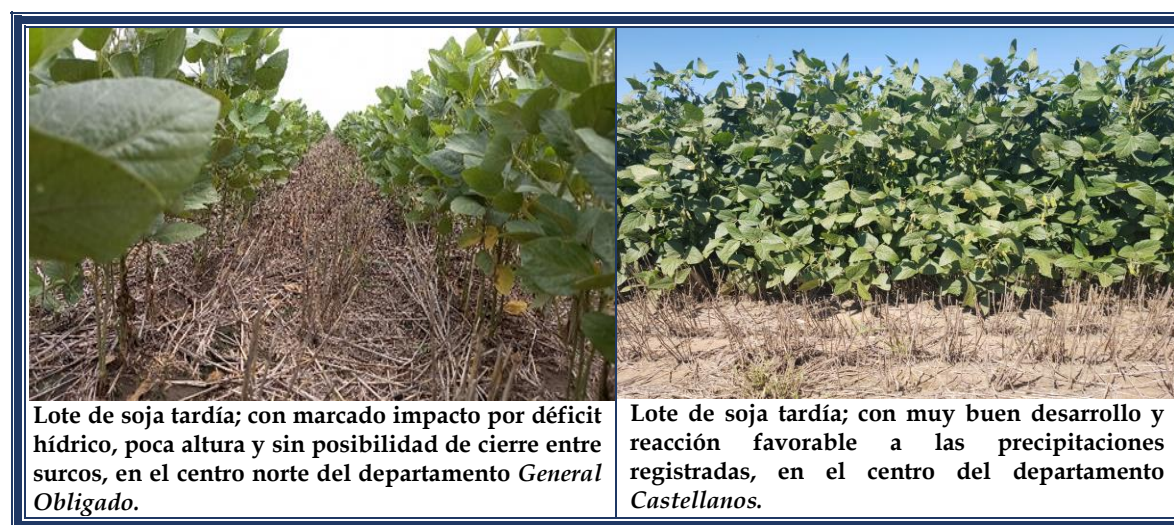 Lote de soja tardía; con marcado impacto por déficit
hídrico, poca altura y sin posibilidad de cierre entre
surcos, en el centro norte del departamento General
Obligado.
Lote de soja tardía; con muy buen desarrollo y
reacción favorable a las precipitaciones
registradas, en el centro del departamento
Castellanos.